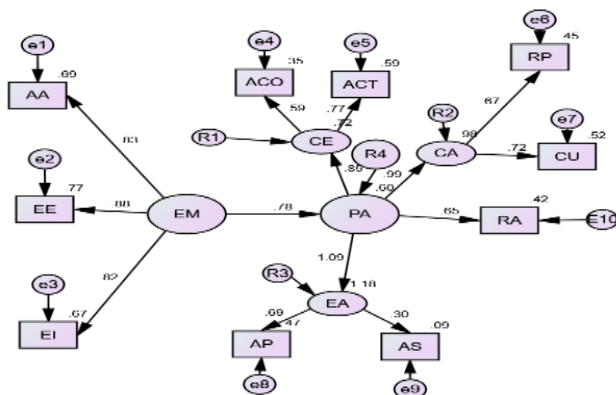 e6
.45
RP
e4
e5
.35
.59
ACO
ACT
e1
.69
AA
.59
.77
.67
.72
R1
CE
R2
e7
.98
.52
CA
.72
CU
R4
.83
.89
.99
.60
e2
.77
EE
.88
EM
.78
PA
.42
.65
RA
E10
.82
1.09
e3
.67
EI
R3
1.18
EA
.69
.30
.47
.09
AP
AS
e8
e9